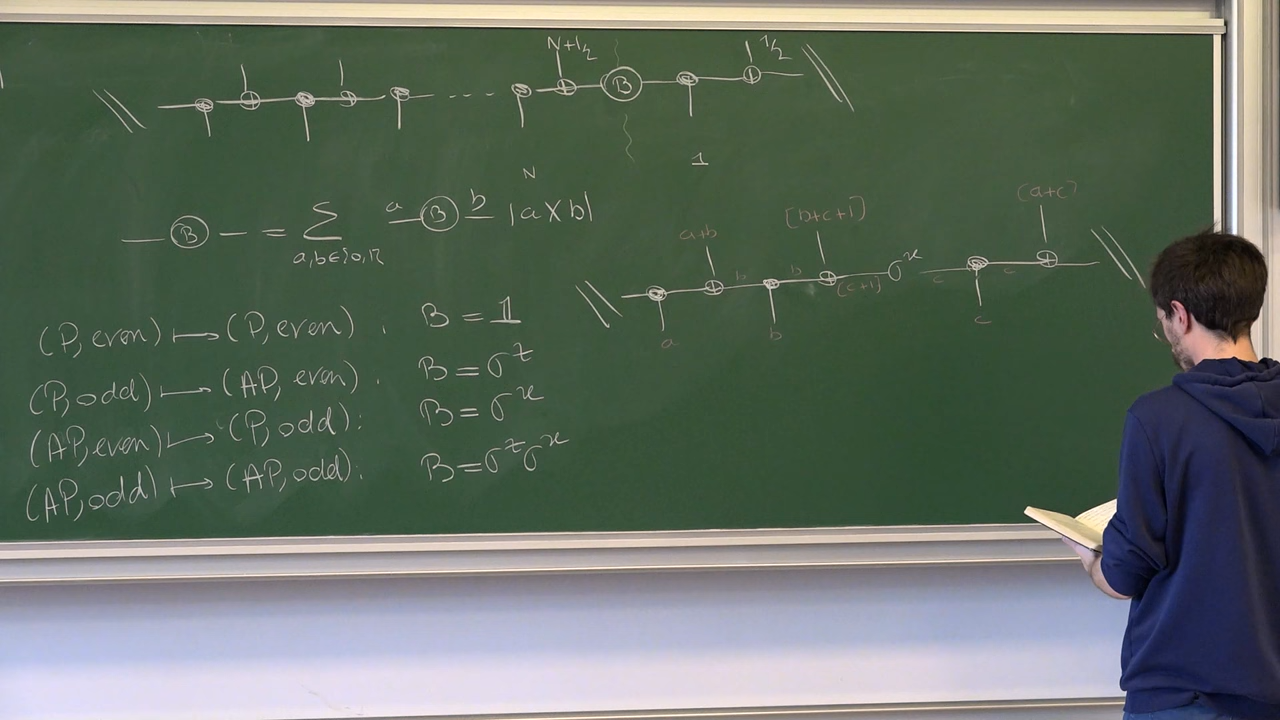 N+1/2 B 1/2
N 1
B = Σ a B b |a⟩⟨b|
a,b∈{0,1}
(P, even) ↦ (P, even) . B = 𝟙
(P, odd) ↦ (AP, even) . B = σ^z
(AP, even) ↦ (P, odd) : B = σ^x
(AP, odd) ↦ (AP, odd) : B = σ^z σ^x
a+b [b+c+1] [a+c]
b b [c+1] σ^x c c
a b c